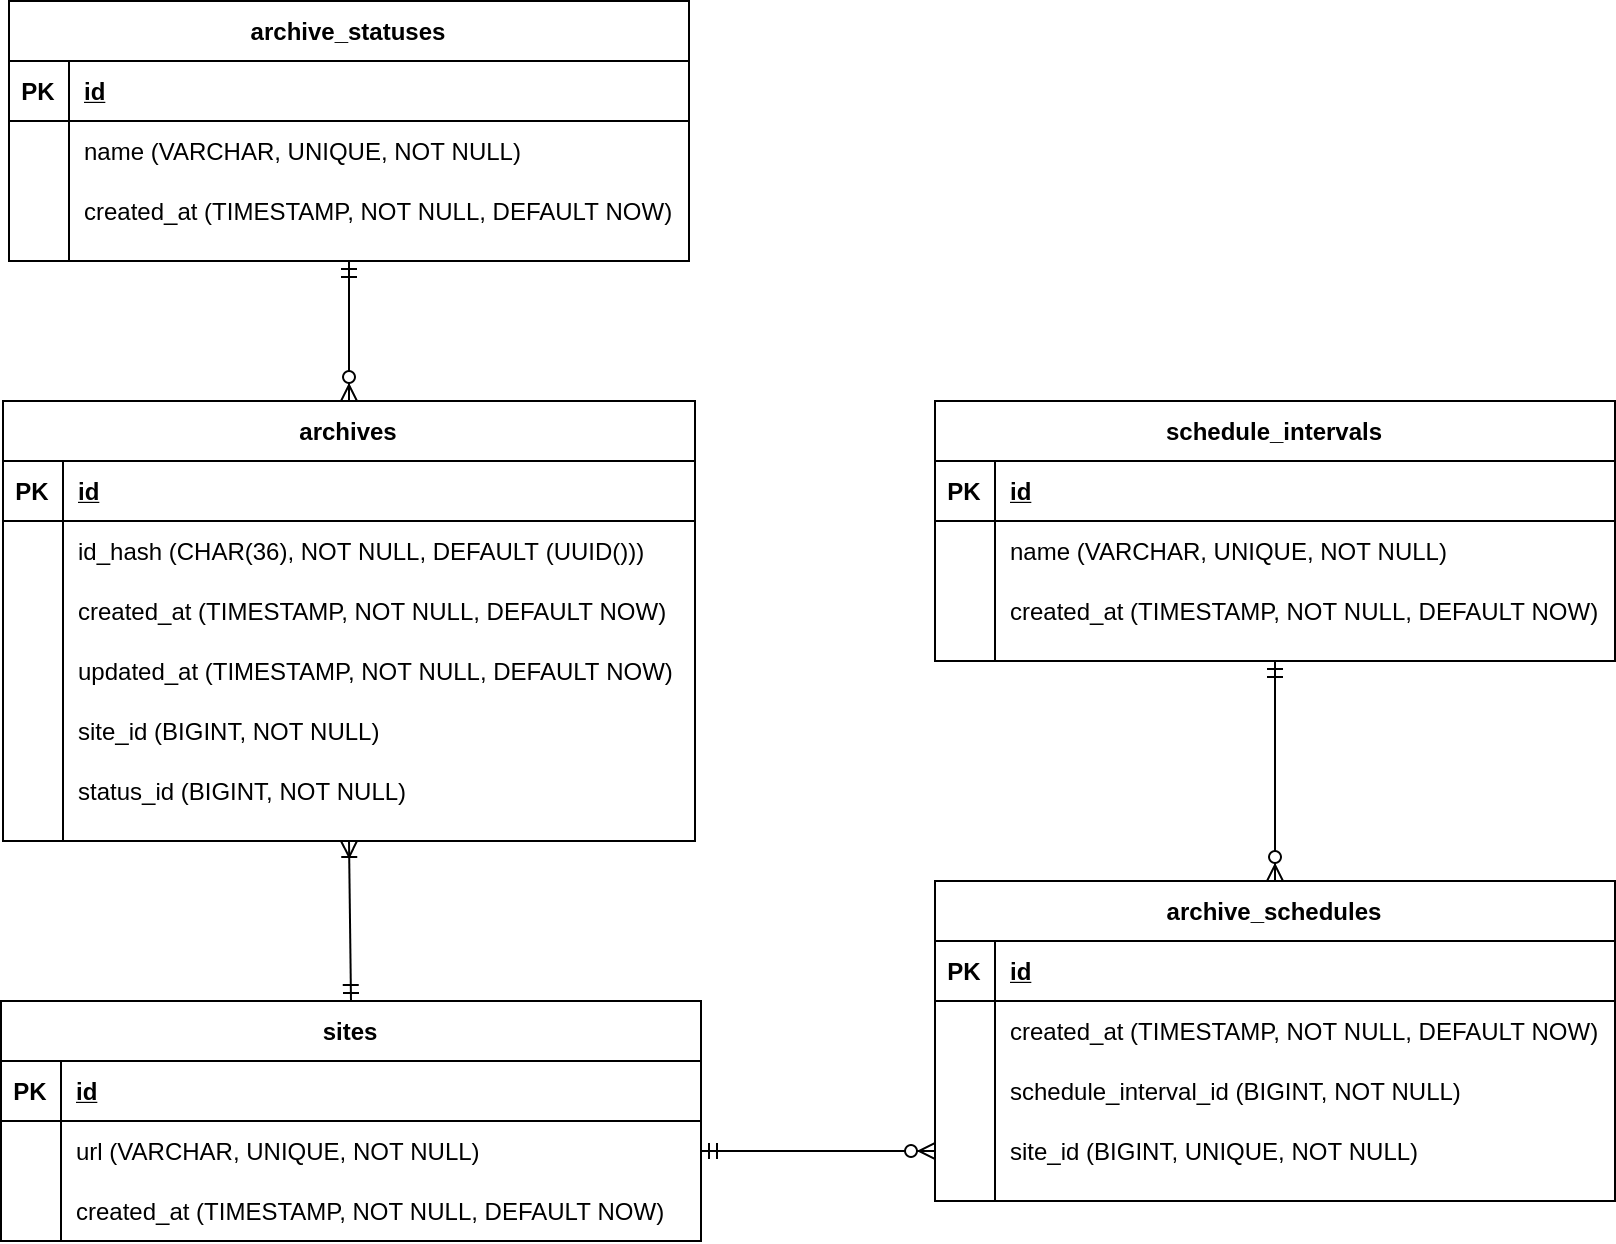 archive_statuses
PK
id
name (VARCHAR, UNIQUE, NOT NULL)
created_at (TIMESTAMP, NOT NULL, DEFAULT NOW)
archives
PK
id
id_hash (CHAR(36), NOT NULL, DEFAULT (UUID()))
created_at (TIMESTAMP, NOT NULL, DEFAULT NOW)
updated_at (TIMESTAMP, NOT NULL, DEFAULT NOW)
site_id (BIGINT, NOT NULL)
status_id (BIGINT, NOT NULL)
schedule_intervals
PK
id
name (VARCHAR, UNIQUE, NOT NULL)
created_at (TIMESTAMP, NOT NULL, DEFAULT NOW)
sites
PK
id
url (VARCHAR, UNIQUE, NOT NULL)
created_at (TIMESTAMP, NOT NULL, DEFAULT NOW)
archive_schedules
PK
id
created_at (TIMESTAMP, NOT NULL, DEFAULT NOW)
schedule_interval_id (BIGINT, NOT NULL)
site_id (BIGINT, UNIQUE, NOT NULL)